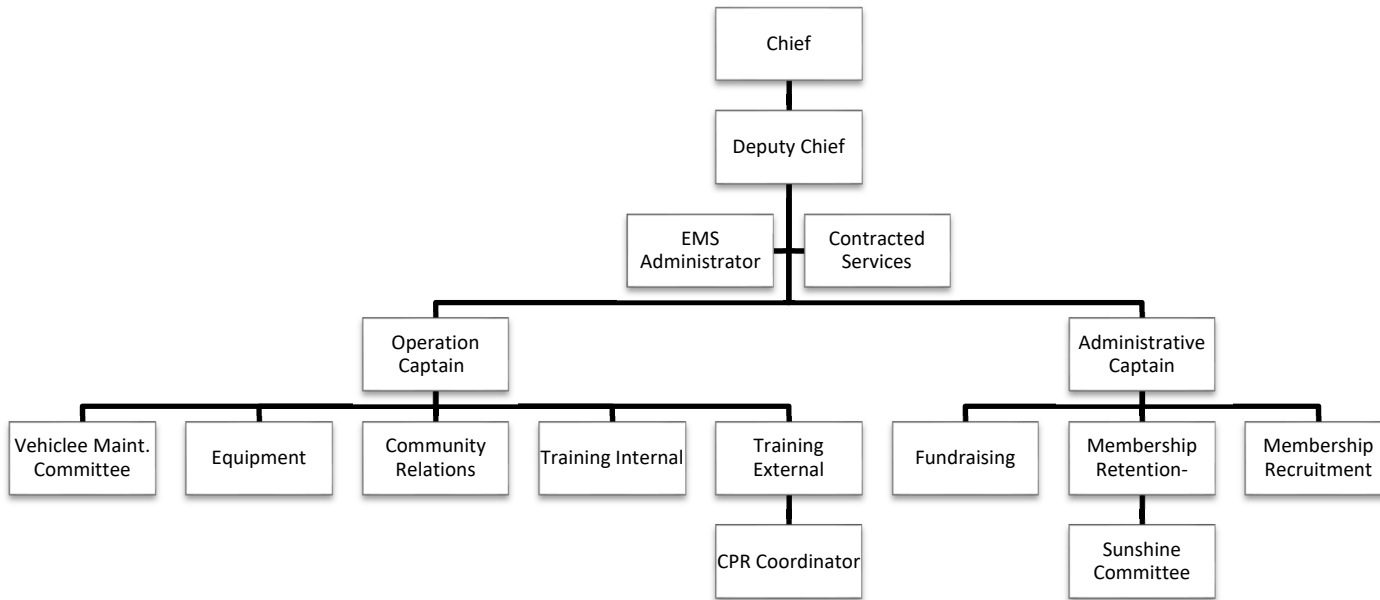 Chief
Deputy Chief
EMS
Administrator
Contracted
Services
Operation
Captain
Administrative
Captain
Vehiclee Maint.
Committee
Equipment
Community
Relations
Training Internal
Training
External
Fundraising
Membership
Retention-
Membership
Recruitment
CPR Coordinator
Sunshine
Committee